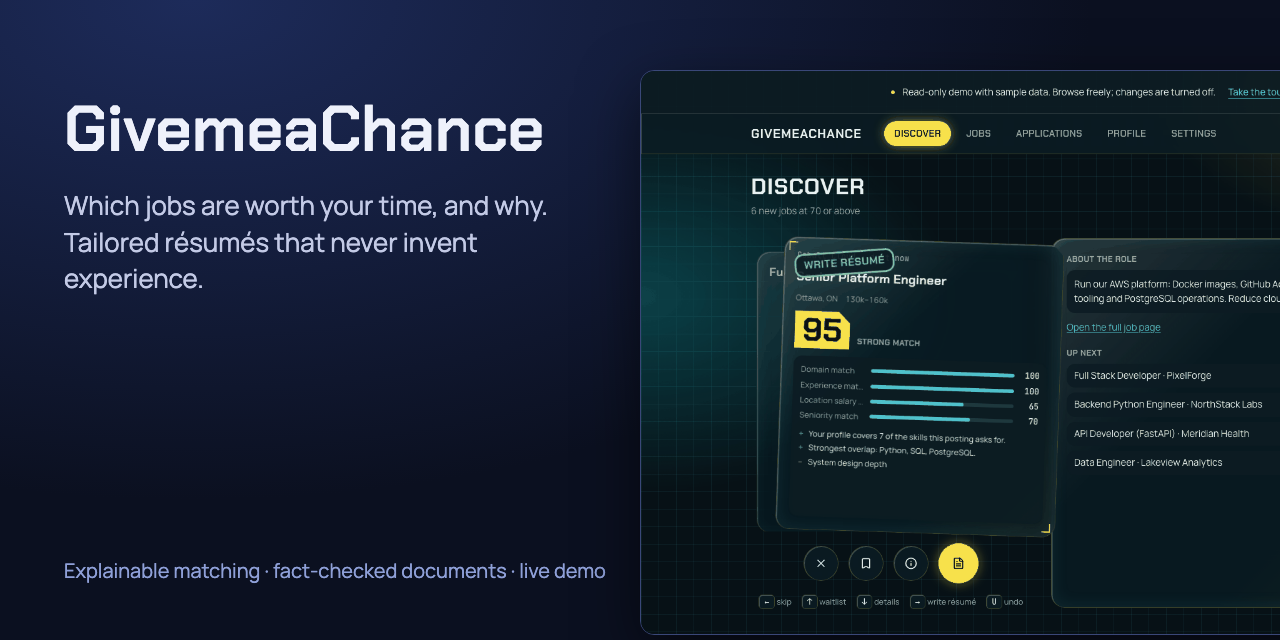 GivemeaChance
Which jobs are worth your time, and why.
Tailored résumés that never invent
experience.
Explainable matching · fact-checked documents · live demo
Read-only demo with sample data. Browse freely; changes are turned off.
Take the
GIVEMEACHANCE
DISCOVER
JOBS
APPLICATIONS
PROFILE
SETTINGS
DISCOVER
6 new jobs at 70 or above
WRITE RÉSUMÉ
Senior Platform Engineer
Ottawa, ON 130k–160k
95
STRONG MATCH
Domain match 100
Experience mat… 100
Location salary … 65
Seniority match 70
+ Your profile covers 7 of the skills this posting asks for.
+ Strongest overlap: Python, SQL, PostgreSQL.
− System design depth
← skip
↑ waitlist
↓ details
→ write résumé
U undo
ABOUT THE ROLE
Run our AWS platform: Docker images, GitHub
tooling and PostgreSQL operations. Reduce
Open the full job page
UP NEXT
Full Stack Developer · PixelForge
Backend Python Engineer · NorthStack Labs
API Developer (FastAPI) · Meridian Health
Data Engineer · Lakeview Analytics